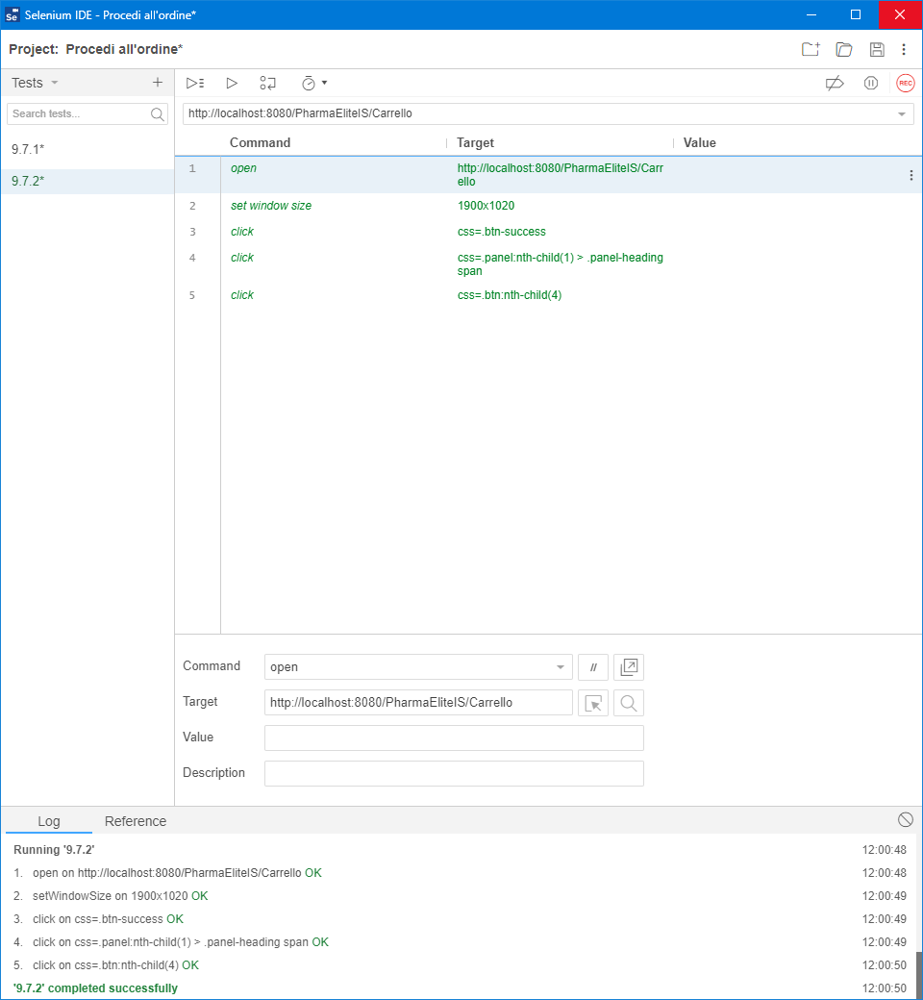 Selenium IDE - Procedi all'ordine*
Project: Procedi all'ordine*
Tests
Search tests...
9.7.1*
9.7.2*
REC
http://localhost:8080/PharmaEliteIS/Carrello
Command Target Value
1 open http://localhost:8080/PharmaEliteIS/Carr
ello
2 set window size 1900x1020
3 click css=.btn-success
4 click css=.panel:nth-child(1) > .panel-heading
span
5 click css=.btn:nth-child(4)
Command open //
Target http://localhost:8080/PharmaEliteIS/Carrello
Value
Description
Log Reference
Running '9.7.2' 12:00:48
1. open on http://localhost:8080/PharmaEliteIS/Carrello OK 12:00:48
2. setWindowSize on 1900x1020 OK 12:00:49
3. click on css=.btn-success OK 12:00:49
4. click on css=.panel:nth-child(1) > .panel-heading span OK 12:00:49
5. click on css=.btn:nth-child(4) OK 12:00:50
'9.7.2' completed successfully 12:00:50